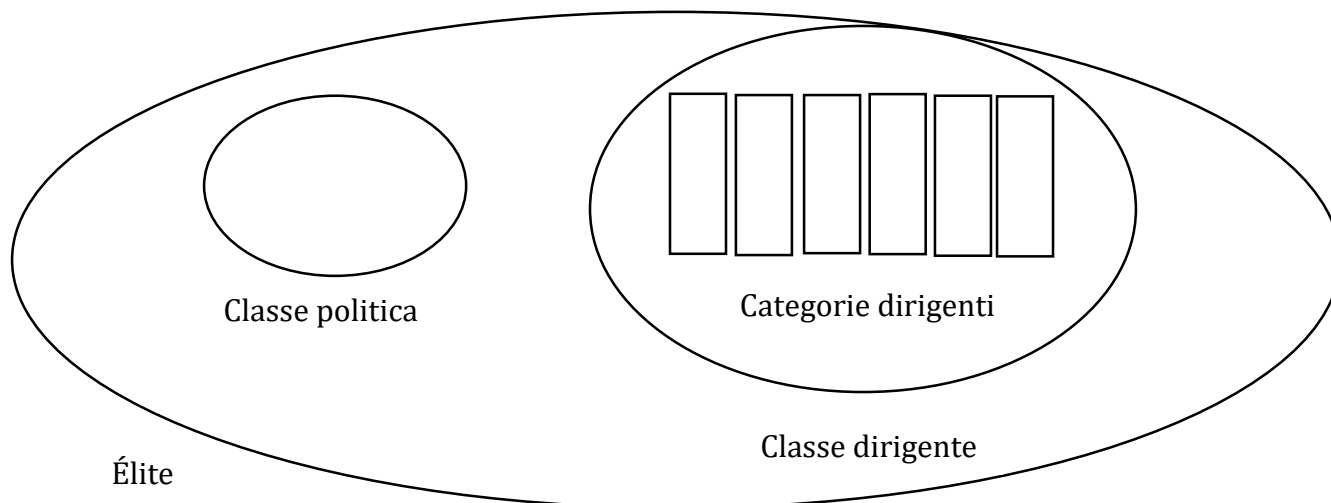 Classe politica
Categorie dirigenti
Classe dirigente
Élite